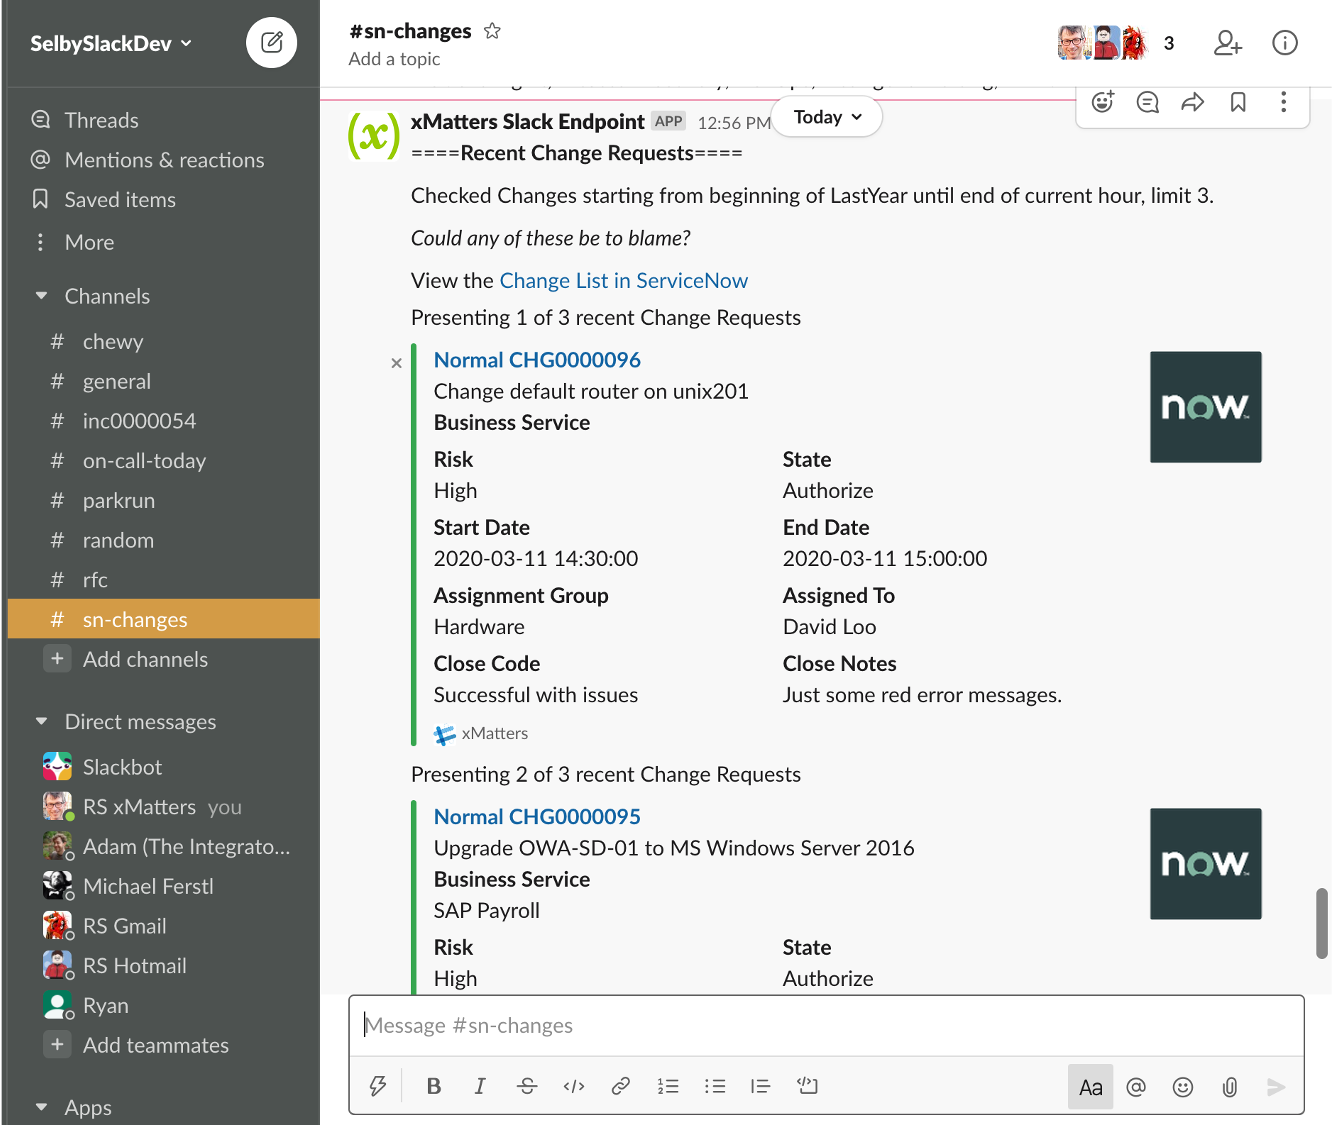 SelbySlackDev
Threads
@ Mentions & reactions
Saved items
More
Channels
# chewy
# general
# inc0000054
# on-call-today
# parkrun
# random
# rfc
# sn-changes
+ Add channels
Direct messages
Slackbot
RS xMatters you
Adam (The Integrato...
Michael Ferstl
RS Gmail
RS Hotmail
Ryan
+ Add teammates
Apps
#sn-changes
Add a topic
3
Today
(x) xMatters Slack Endpoint APP 12:56 PM
====Recent Change Requests====
Checked Changes starting from beginning of LastYear until end of current hour, limit 3.
Could any of these be to blame?
View the Change List in ServiceNow
Presenting 1 of 3 recent Change Requests
× Normal CHG0000096
now
Change default router on unix201
Business Service
Risk State
High Authorize
Start Date End Date
2020-03-11 14:30:00 2020-03-11 15:00:00
Assignment Group Assigned To
Hardware David Loo
Close Code Close Notes
Successful with issues Just some red error messages.
xMatters
Presenting 2 of 3 recent Change Requests
Normal CHG0000095
now
Upgrade OWA-SD-01 to MS Windows Server 2016
Business Service
SAP Payroll
Risk State
High Authorize
Message #sn-changes
B I S </> Aa @